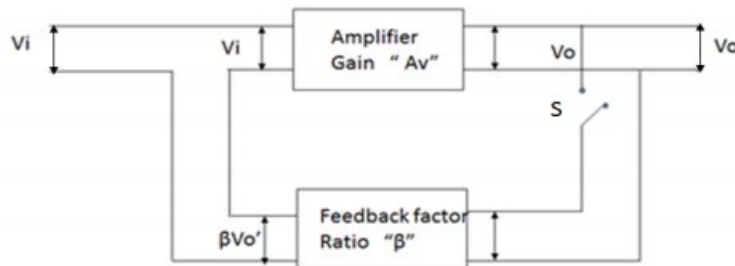 Vi
Vi
Amplifier
Gain “ Av”
Vo
Vo
S
βVo’
Feedback factor
Ratio “β”